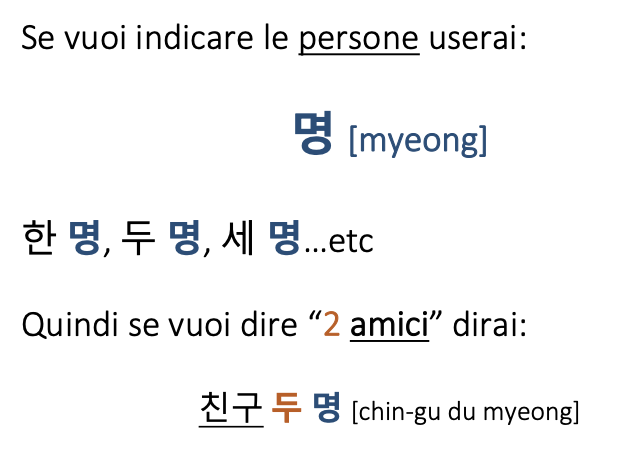 Se vuoi indicare le persone userai:
명 [myeong]
한 명, 두 명, 세 명...etc
Quindi se vuoi dire “2 amici” dirai:
친구 두 명 [chin-gu du myeong]